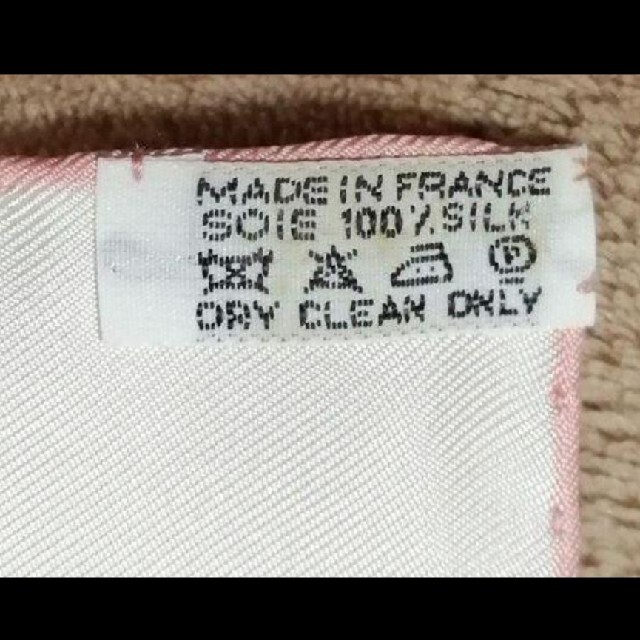 MADE IN FRANCE
SOIE 100% SILK
P
DRY CLEAN ONLY